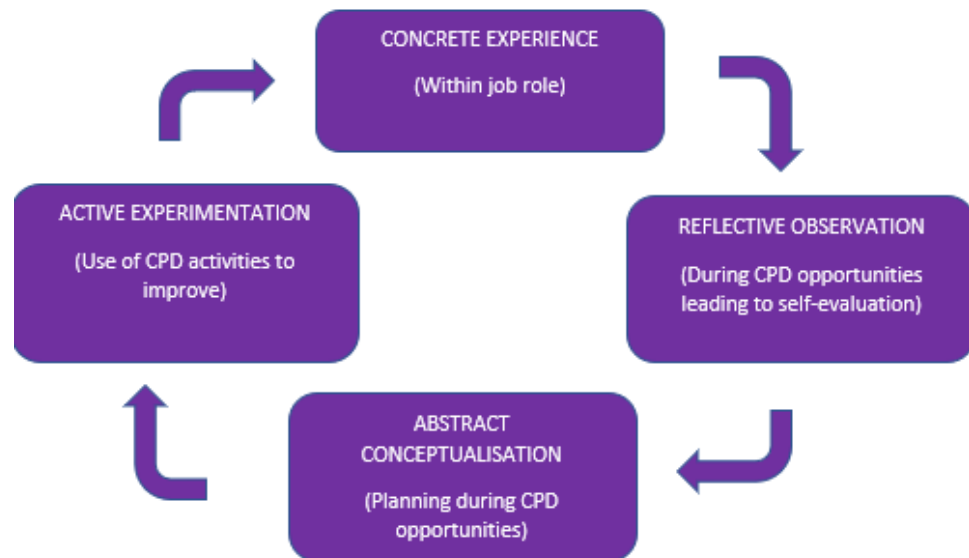 CONCRETE EXPERIENCE
(Within job role)
REFLECTIVE OBSERVATION
(During CPD opportunities
leading to self-evaluation)
ABSTRACT
CONCEPTUALISATION
(Planning during CPD
opportunities)
ACTIVE EXPERIMENTATION
(Use of CPD activities to
improve)